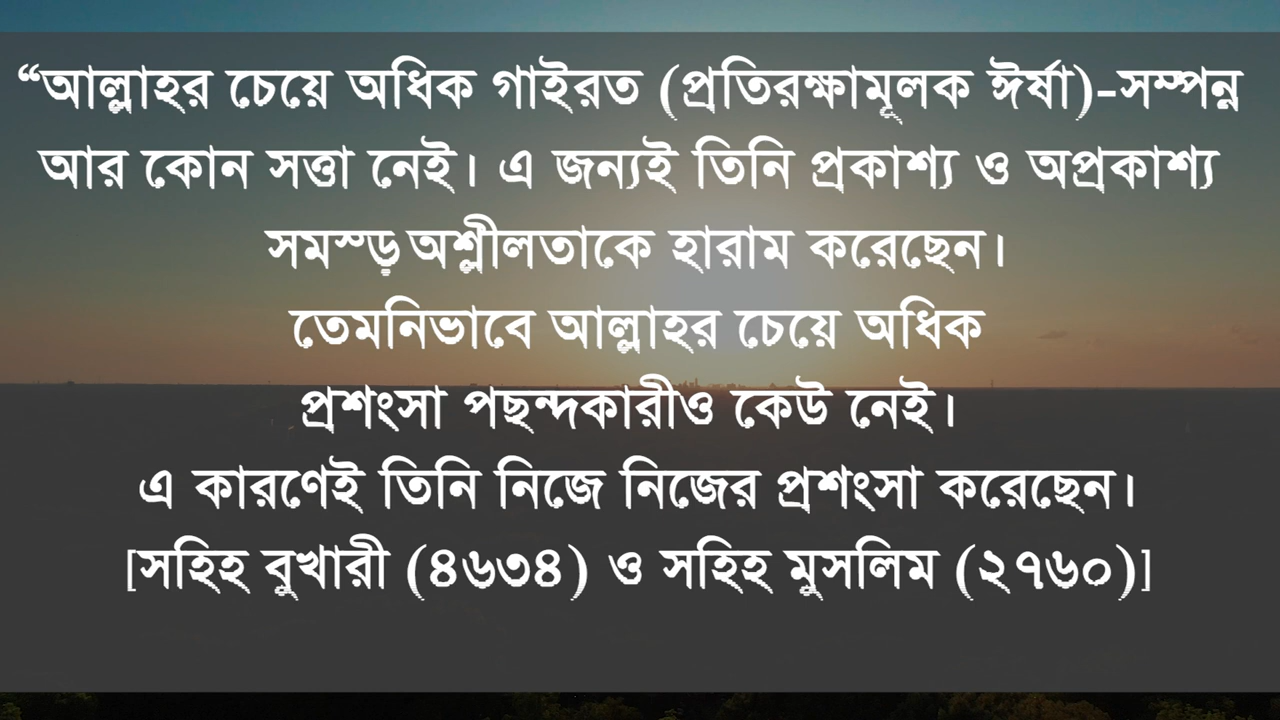 “আল্লাহর চেয়ে অধিক গাইরত (প্রতিরক্ষামূলক ঈর্ষা)-সম্পন্ন
আর কোন সত্তা নেই। এ জন্যই তিনি প্রকাশ্য ও অপ্রকাশ্য
সমস্ড় অশ্লীলতাকে হারাম করেছেন।
তেমনিভাবে আল্লাহর চেয়ে অধিক
প্রশংসা পছন্দকারীও কেউ নেই।
এ কারণেই তিনি নিজে নিজের প্রশংসা করেছেন।
[সহিহ বুখারী (৪৬৩৪) ও সহিহ মুসলিম (২৭৬০)]